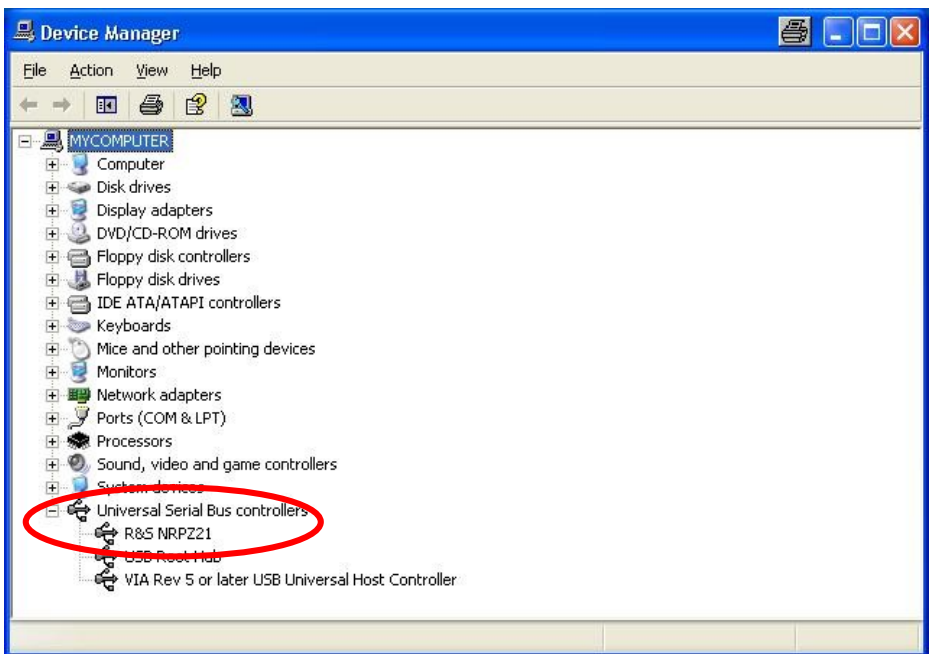 Device Manager
File Action View Help
MYCOMPUTER
Computer
Disk drives
Display adapters
DVD/CD-ROM drives
Floppy disk controllers
Floppy disk drives
IDE ATA/ATAPI controllers
Keyboards
Mice and other pointing devices
Monitors
Network adapters
Ports (COM & LPT)
Processors
Sound, video and game controllers
System devices
Universal Serial Bus controllers
R&S NRPZ21
USB Root Hub
VIA Rev 5 or later USB Universal Host Controller